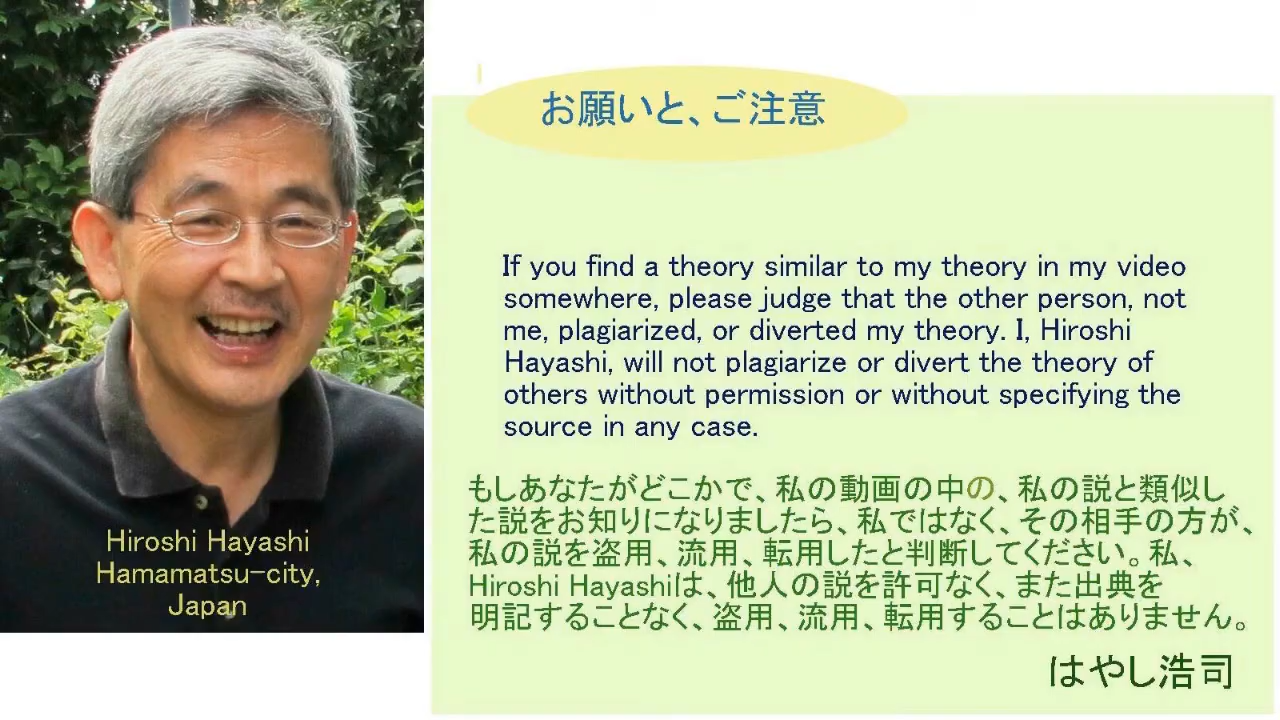 お願いと、ご注意
If you find a theory similar to my theory in my video
somewhere, please judge that the other person, not
me, plagiarized, or diverted my theory. I, Hiroshi
Hayashi, will not plagiarize or divert the theory of
others without permission or without specifying the
source in any case.
もしあなたがどこかで、私の動画の中の、私の説と類似し
た説をお知りになりましたら、私ではなく、その相手の方が、
私の説を盗用、流用、転用したと判断してください。私、
Hiroshi Hayashiは、他人の説を許可なく、また出典を
明記することなく、盗用、流用、転用することはありません。
はやし浩司
Hiroshi Hayashi
Hamamatsu-city,
Japan